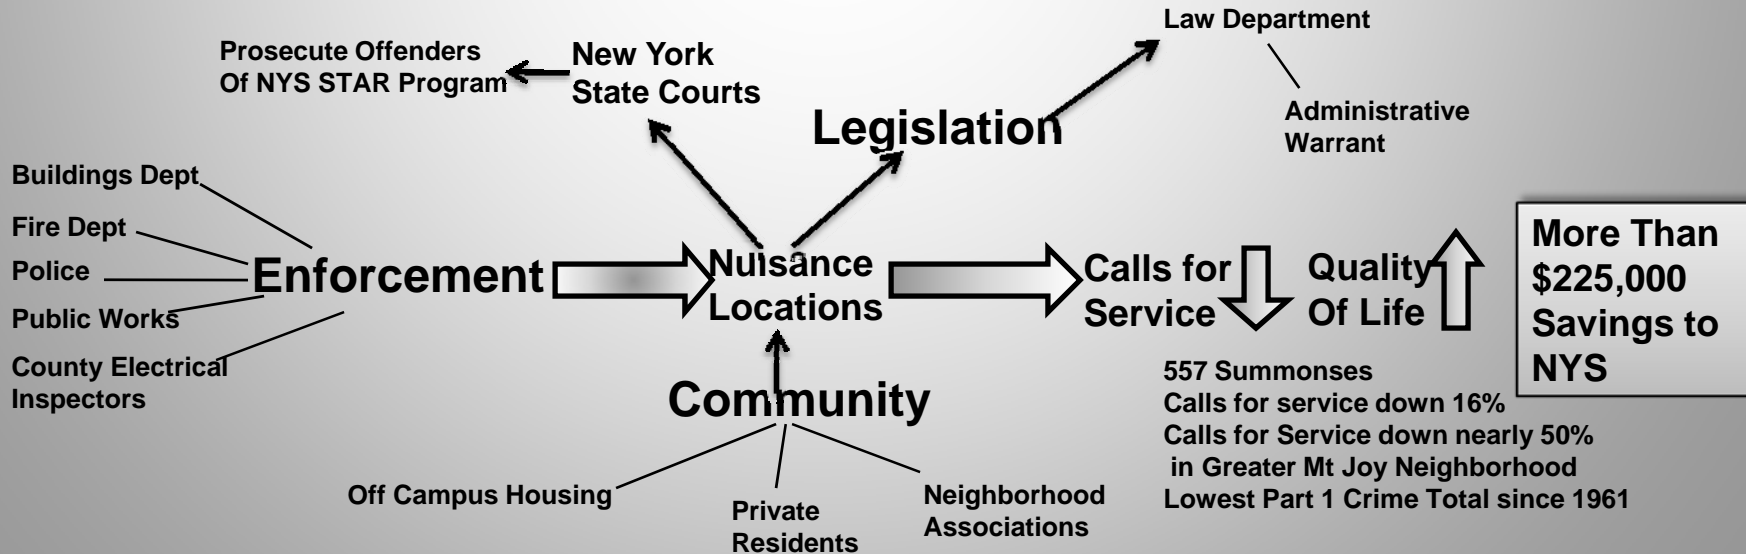 Law Department
Prosecute Offenders
Of NYS STAR Program
New York
State Courts
Legislation
Administrative
Warrant
Buildings Dept
Fire Dept
Police
Public Works
County Electrical
Inspectors
Enforcement
Nuisance
Locations
Calls for
Service
Quality
Of Life
More Than
$225,000
Savings to
NYS
Community
Off Campus Housing
Private
Residents
Neighborhood
Associations
557 Summonses
Calls for service down 16%
Calls for Service down nearly 50%
in Greater Mt Joy Neighborhood
Lowest Part 1 Crime Total since 1961